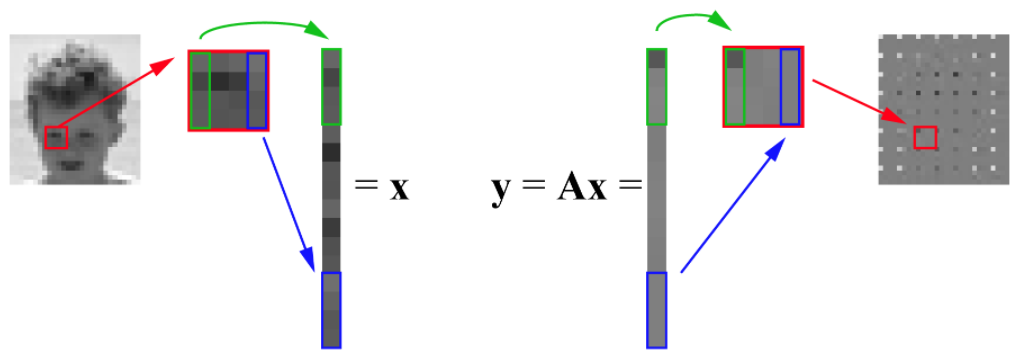 = x
y = Ax =